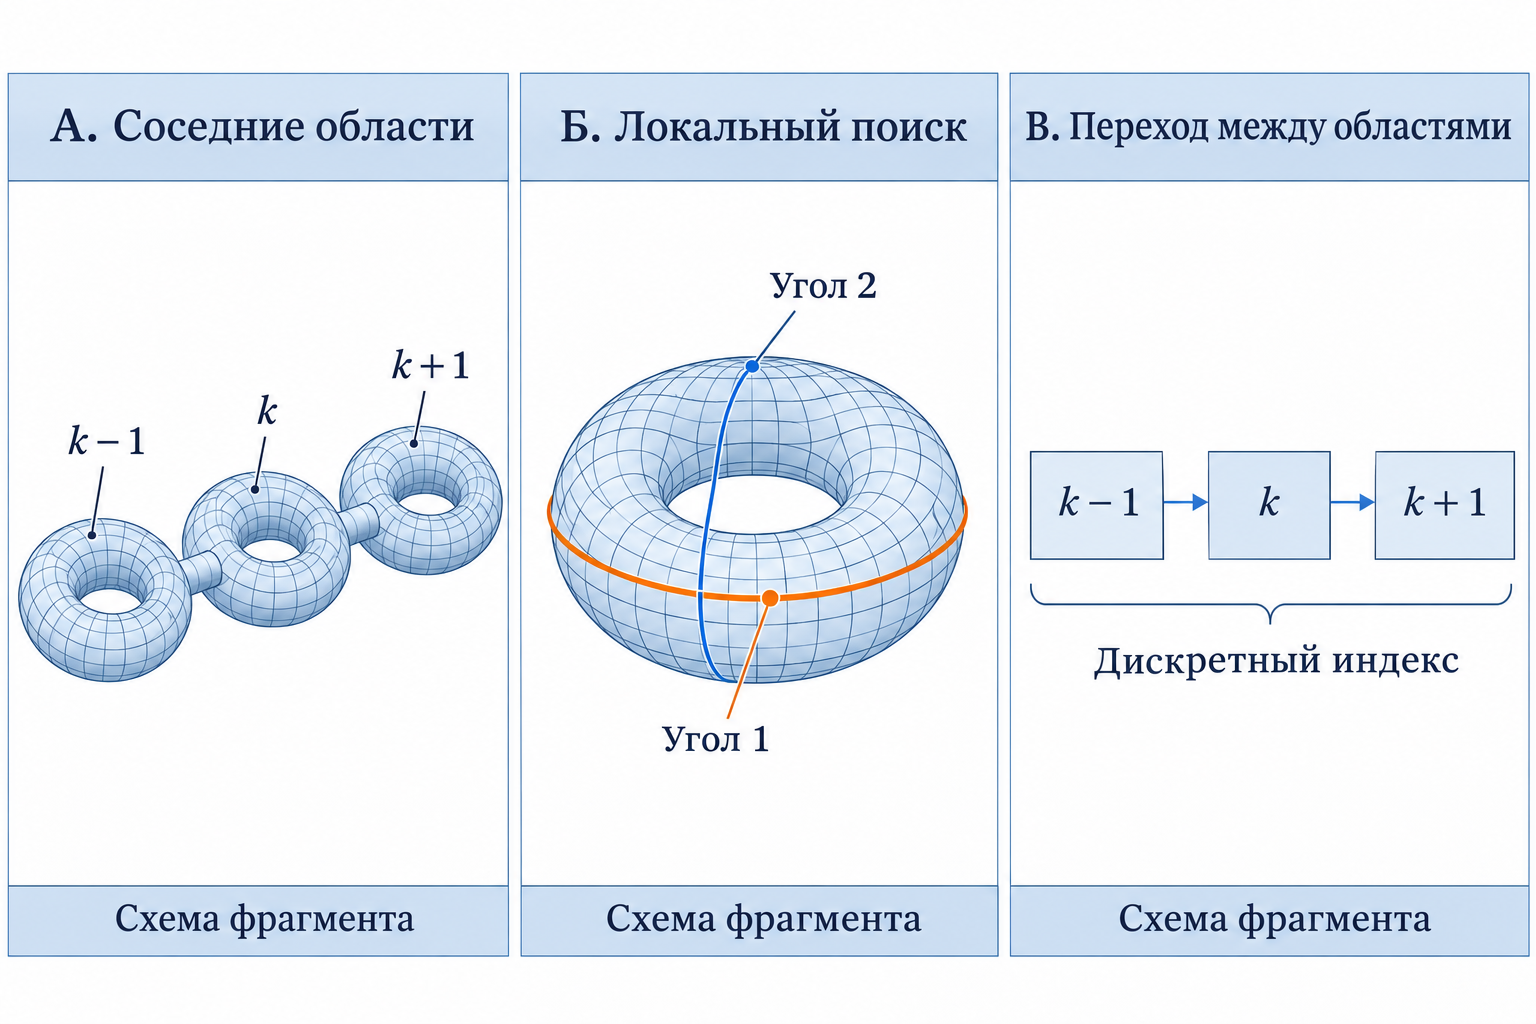 А. Соседние области
k − 1
k
k + 1
Схема фрагмента
Б. Локальный поиск
Угол 2
Угол 1
Схема фрагмента
В. Переход между областями
k − 1
k
k + 1
Дискретный индекс
Схема фрагмента